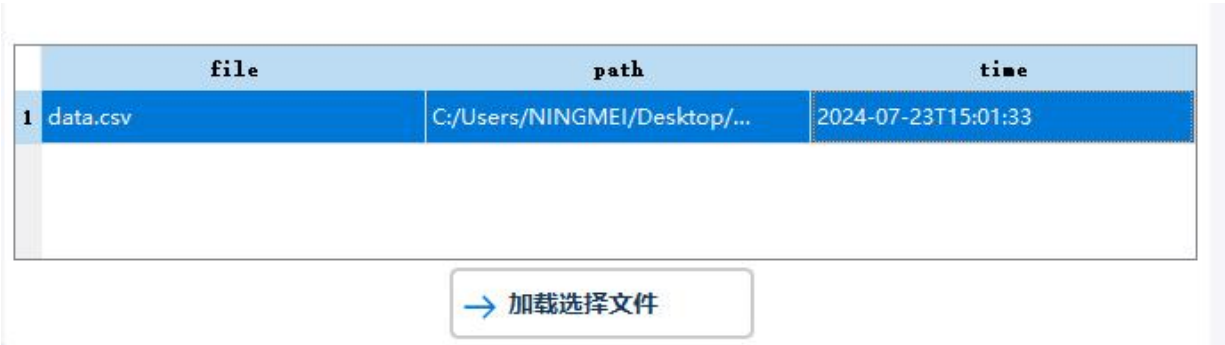 file path time
1 data.csv C:/Users/NINGMEI/Desktop/... 2024-07-23T15:01:33
加载选择文件